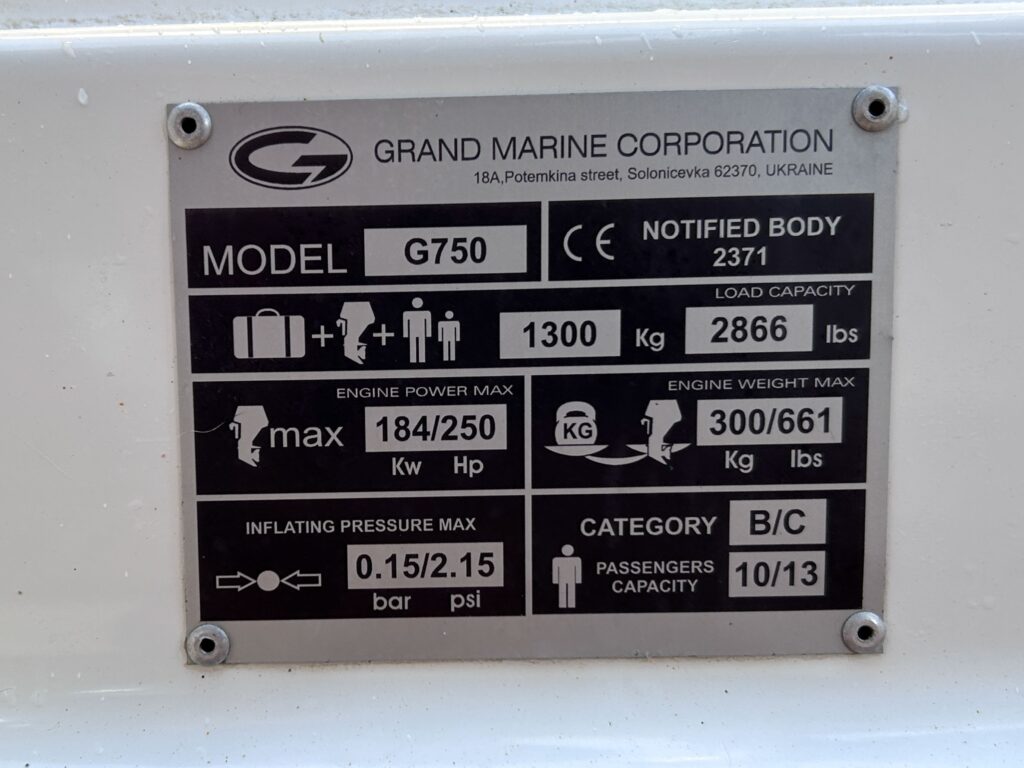 G GRAND MARINE CORPORATION
18A,Potemkina street, Solonicevka 62370, UKRAINE
MODEL G750
CE NOTIFIED BODY
2371
LOAD CAPACITY
1300 Kg 2866 lbs
ENGINE POWER MAX
max 184/250
Kw Hp
ENGINE WEIGHT MAX
KG 300/661
Kg lbs
INFLATING PRESSURE MAX
0.15/2.15
bar psi
CATEGORY B/C
PASSENGERS
CAPACITY 10/13